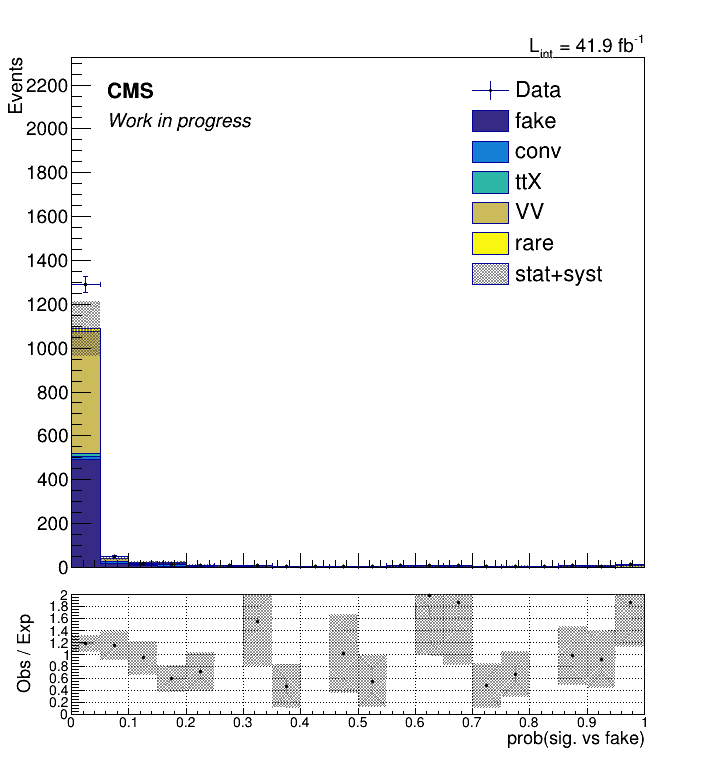 L_int = 41.9 fb^-1
Events
CMS
Work in progress
Data
fake
conv
ttX
VV
rare
stat+syst
2200
2000
1800
1600
1400
1200
1000
800
600
400
200
0
Obs / Exp
2
1.8
1.6
1.4
1.2
1
0.8
0.6
0.4
0.2
0
0 0.1 0.2 0.3 0.4 0.5 0.6 0.7 0.8 0.9 1
prob(sig. vs fake)